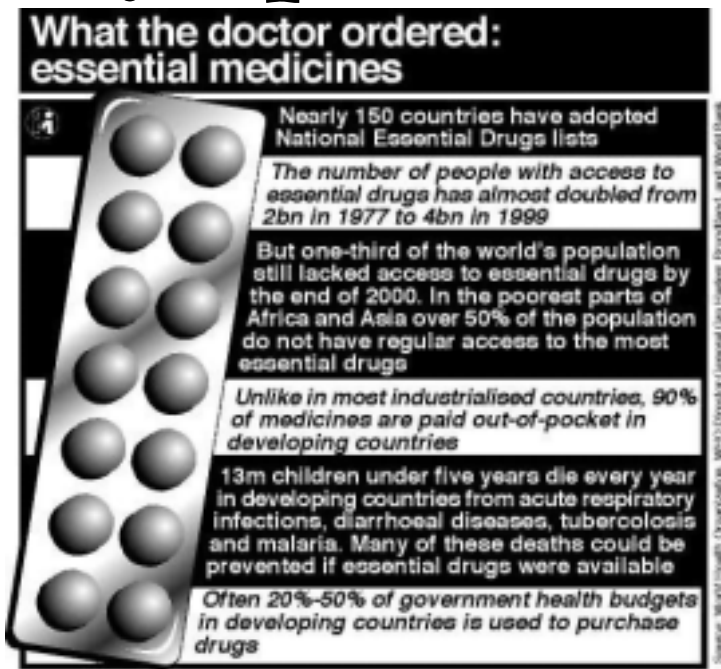 What the doctor ordered:
essential medicines
Nearly 150 countries have adopted
National Essential Drugs lists
The number of people with access to
essential drugs has almost doubled from
2bn in 1977 to 4bn in 1999
But one-third of the world's population
still lacked access to essential drugs by
the end of 2000. In the poorest parts of
Africa and Asia over 50% of the population
do not have regular access to the most
essential drugs
Unlike in most industrialised countries, 90%
of medicines are paid out-of-pocket in
developing countries
13m children under five years die every year
in developing countries from acute respiratory
infections, diarrhoeal diseases, tubercolosis
and malaria. Many of these deaths could be
prevented if essential drugs were available
Often 20%-50% of government health budgets
in developing countries is used to purchase
drugs